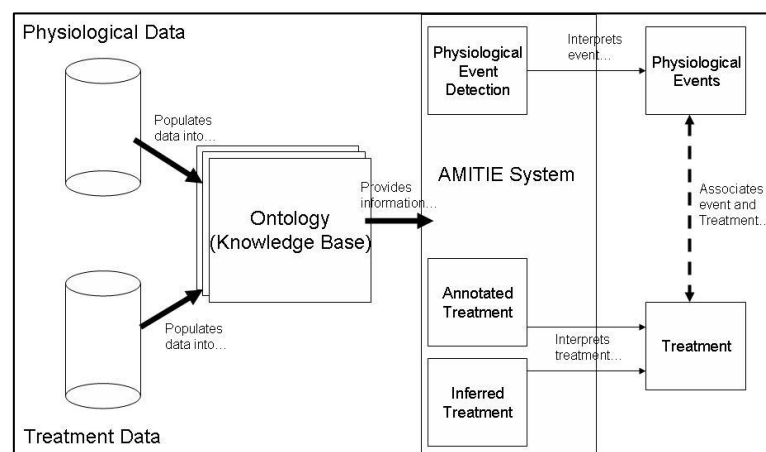 Physiological Data
Populates
data into…
Ontology
(Knowledge Base)
Populates
data into…
Treatment Data
Provides
information…
Physiological
Event
Detection
AMITIE System
Annotated
Treatment
Inferred
Treatment
Interprets
event…
Physiological
Events
Associates
event and
Treatment…
Interprets
treatment…
Treatment